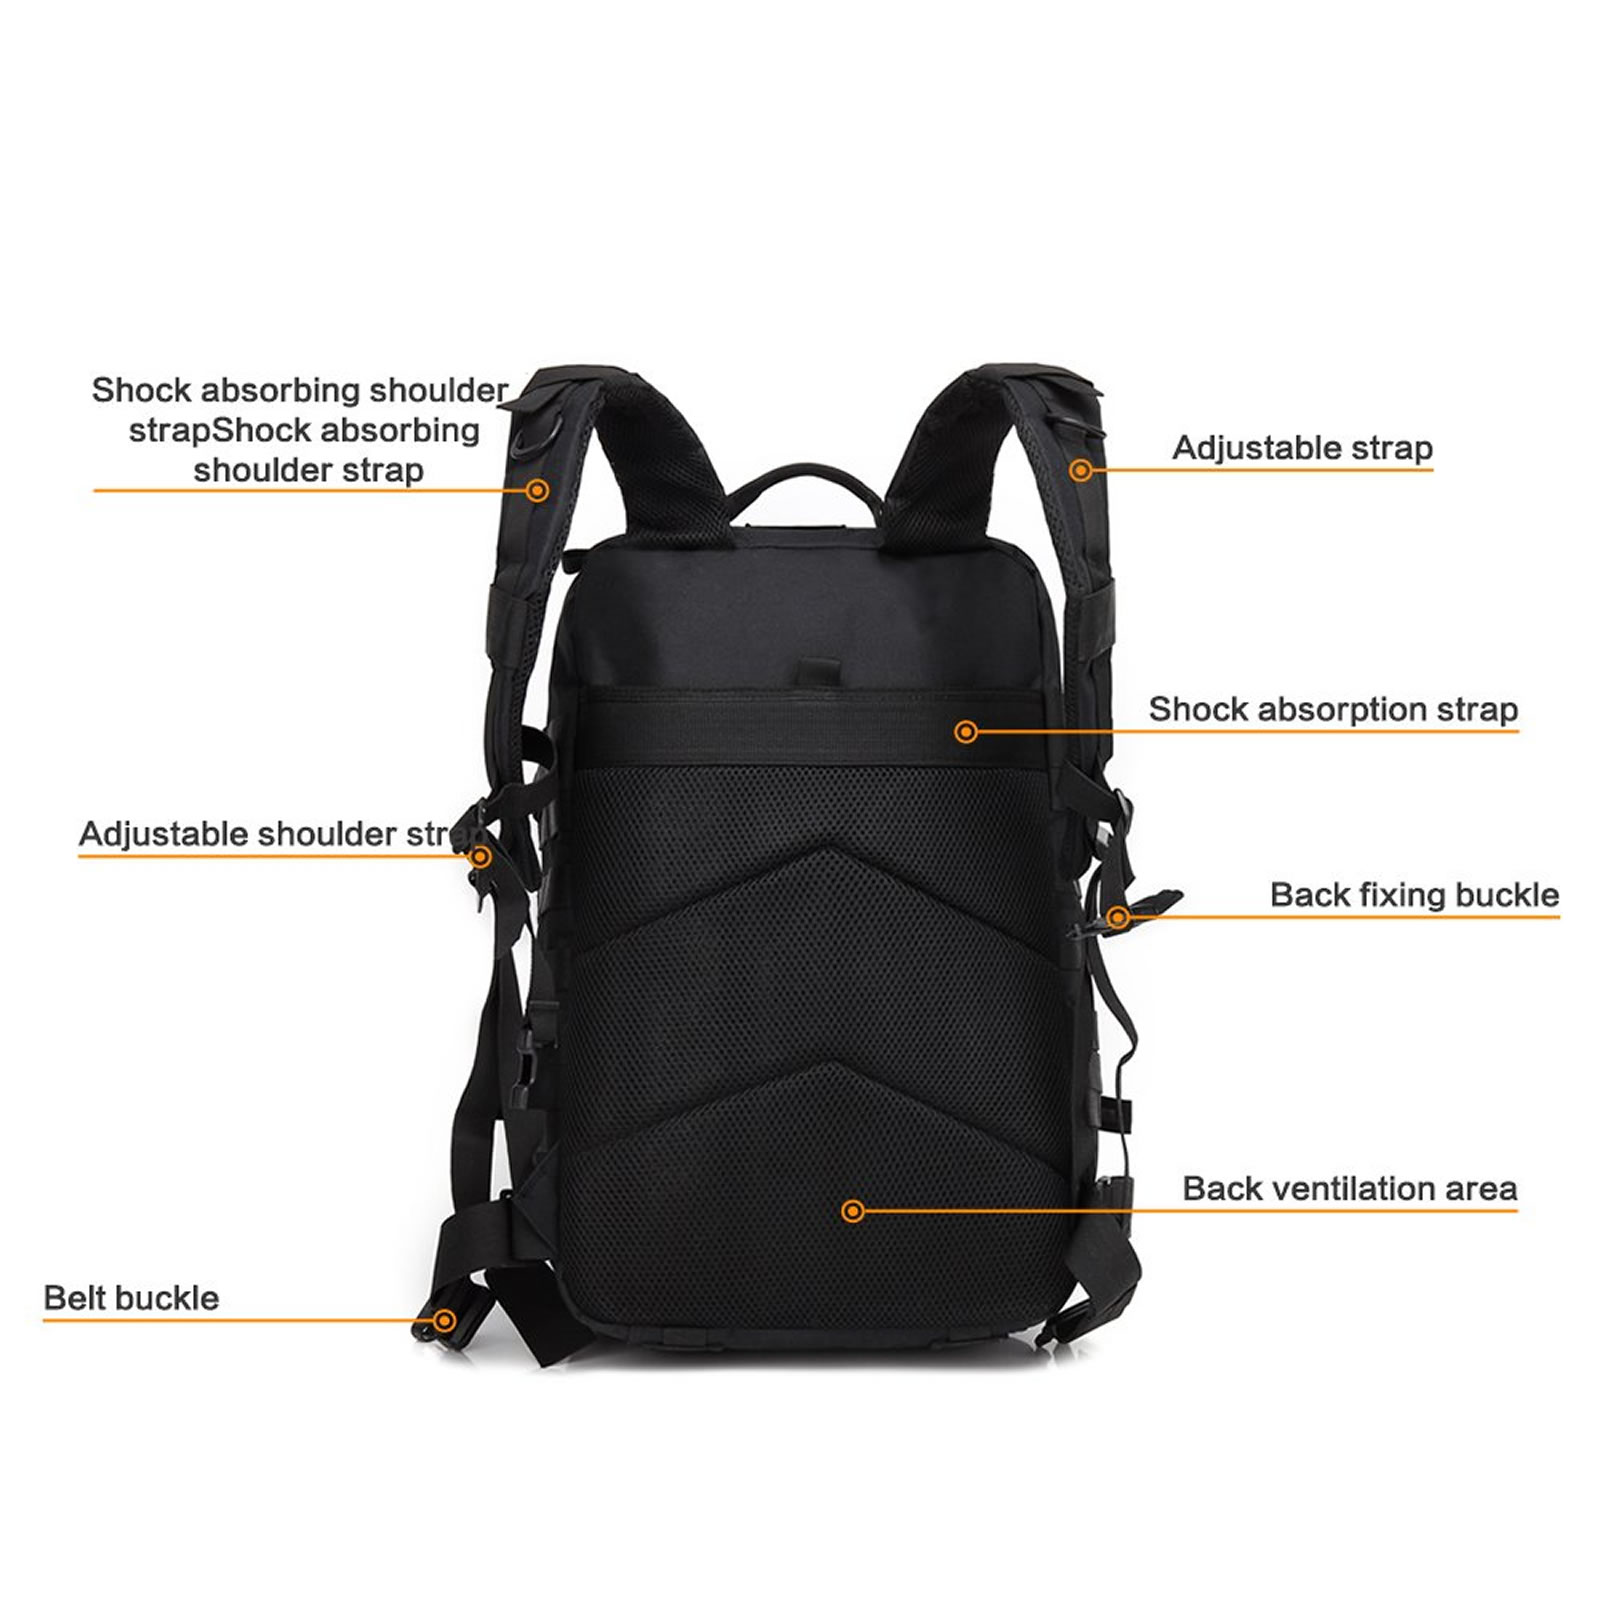 Shock absorbing shoulder
strapShock absorbing
shoulder strap
Adjustable strap
Shock absorption strap
Adjustable shoulder strap
Back fixing buckle
Back ventilation area
Belt buckle